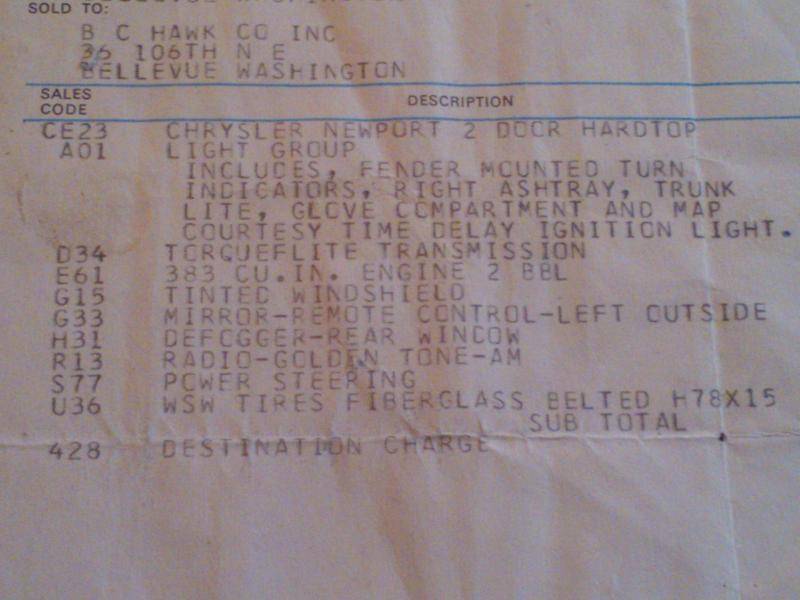 SOLD TO:
B C HAWK CO INC
36 106TH N E
BELLEVUE WASHINGTON
SALES CODE DESCRIPTION
CE23 CHRYSLER NEWPORT 2 DOOR HARDTOP
A01 LIGHT GROUP
INCLUDES, FENDER MOUNTED TURN
INDICATORS, RIGHT ASHTRAY, TRUNK
LITE, GLOVE COMPARTMENT AND MAP
COURTESY TIME DELAY IGNITION LIGHT.
D34 TORQUEFLITE TRANSMISSION
E61 383 CU.IN. ENGINE 2 BBL
G15 TINTED WINDSHIELD
G33 MIRROR-REMOTE CONTROL-LEFT OUTSIDE
H31 DEFOGGER-REAR WINDOW
R13 RADIO-GOLDEN TONE-AM
S77 POWER STEERING
U36 WSW TIRES FIBERGLASS BELTED H78X15
SUB TOTAL
428 DESTINATION CHARGE